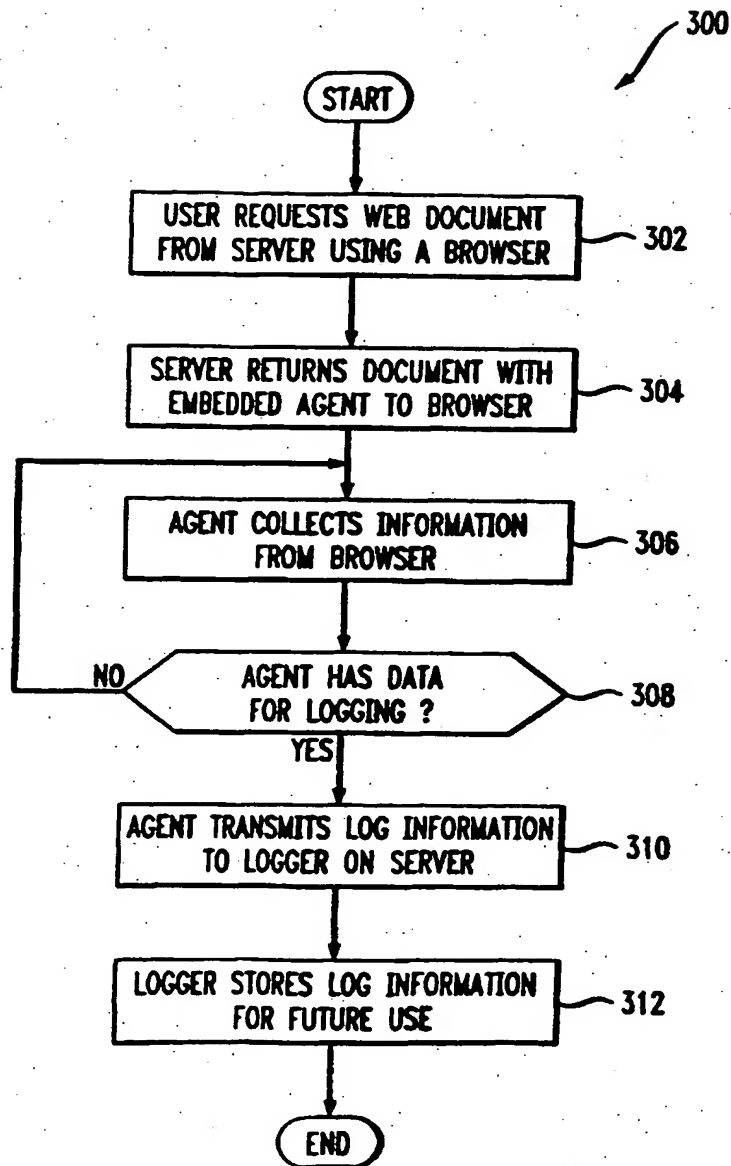 300
START
USER REQUESTS WEB DOCUMENT
FROM SERVER USING A BROWSER
302
SERVER RETURNS DOCUMENT WITH
EMBEDDED AGENT TO BROWSER
304
AGENT COLLECTS INFORMATION
FROM BROWSER
306
NO
AGENT HAS DATA
FOR LOGGING ?
308
YES
AGENT TRANSMITS LOG INFORMATION
TO LOGGER ON SERVER
310
LOGGER STORES LOG INFORMATION
FOR FUTURE USE
312
END